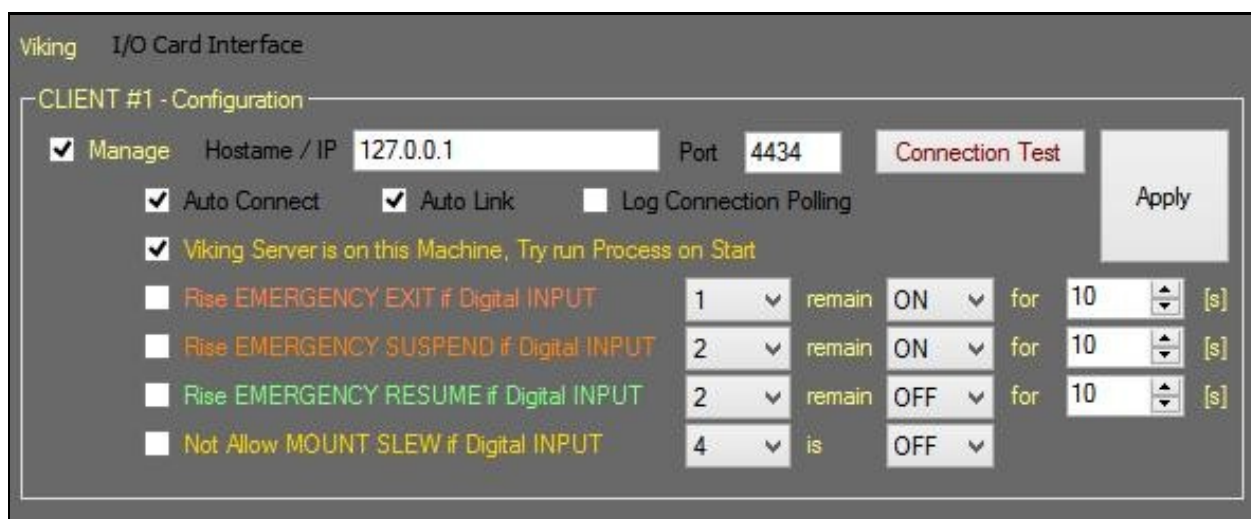 Viking I/O Card Interface
CLIENT #1 - Configuration
Manage Hostame / IP 127.0.0.1 Port 4434 Connection Test Apply
Auto Connect Auto Link Log Connection Polling
Viking Server is on this Machine, Try run Process on Start
Rise EMERGENCY EXIT if Digital INPUT 1 remain ON for 10 [s]
Rise EMERGENCY SUSPEND if Digital INPUT 2 remain ON for 10 [s]
Rise EMERGENCY RESUME if Digital INPUT 2 remain OFF for 10 [s]
Not Allow MOUNT SLEW if Digital INPUT 4 is OFF